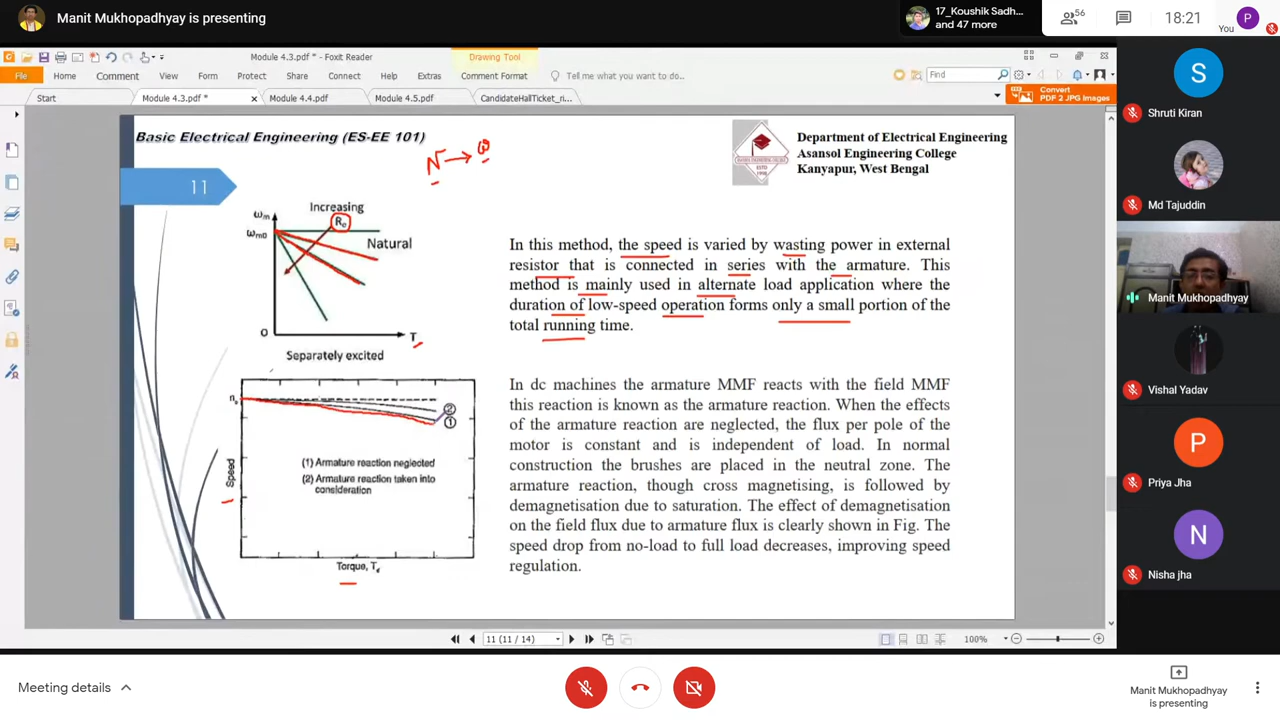 Manit Mukhopadhyay is presenting
17_Koushik Sadh...
and 47 more
56
18:21
You
P
Module 4.3.pdf * - Foxit Reader
Drawing Tool
File
Home
Comment
View
Form
Protect
Share
Connect
Help
Extras
Comment Format
Tell me what you want to do...
Find
Start
Module 4.3.pdf *
Module 4.4.pdf
Module 4.5.pdf
CandidateHallTicket_ri...
Convert
PDF 2 JPG Images
Basic Electrical Engineering (ES-EE 101)
N → ω
Department of Electrical Engineering
Asansol Engineering College
Kanyapur, West Bengal
11
Increasing
Re
ωm
ωm0
Natural
O
T
Separately excited
In this method, the speed is varied by wasting power in external
resistor that is connected in series with the armature. This
method is mainly used in alternate load application where the
duration of low-speed operation forms only a small portion of the
total running time.
n₀
②
①
(1) Armature reaction neglected
(2) Armature reaction taken into
consideration
Speed
Torque, Te
In dc machines the armature MMF reacts with the field MMF
this reaction is known as the armature reaction. When the effects
of the armature reaction are neglected, the flux per pole of the
motor is constant and is independent of load. In normal
construction the brushes are placed in the neutral zone. The
armature reaction, though cross magnetising, is followed by
demagnetisation due to saturation. The effect of demagnetisation
on the field flux due to armature flux is clearly shown in Fig. The
speed drop from no-load to full load decreases, improving speed
regulation.
11 (11 / 14)
100%
S
Shruti Kiran
Md Tajuddin
Manit Mukhopadhyay
Vishal Yadav
P
Priya Jha
N
Nisha jha
Meeting details
Manit Mukhopadhyay
is presenting